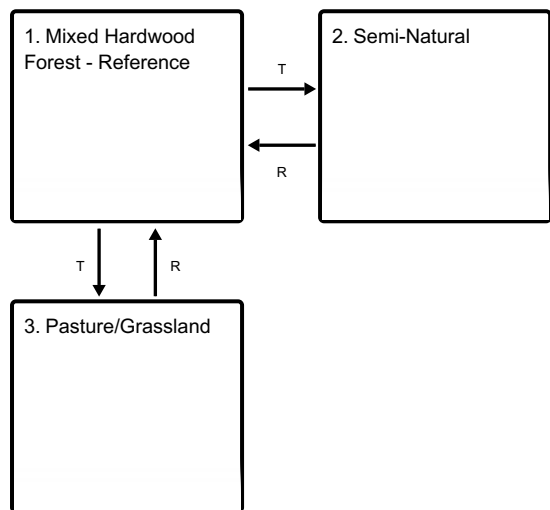 1. Mixed Hardwood
Forest - Reference
2. Semi-Natural
T
R
T
R
3. Pasture/Grassland